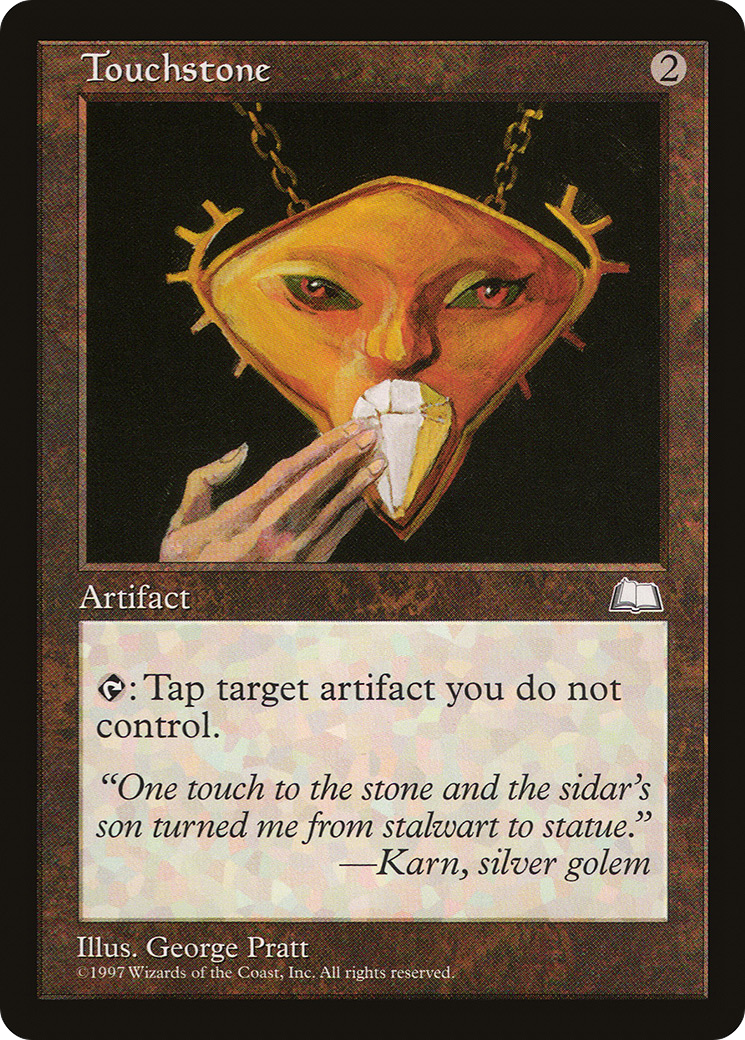 Touchstone 2
Artifact
: Tap target artifact you do not
control.
“One touch to the stone and the sidar’s
son turned me from stalwart to statue.”
—Karn, silver golem
Illus. George Pratt
©1997 Wizards of the Coast, Inc. All rights reserved.